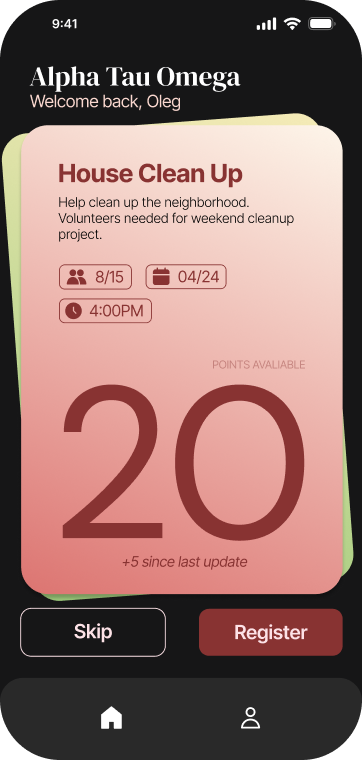 9:41
Alpha Tau Omega
Welcome back, Oleg
House Clean Up
Help clean up the neighborhood.
Volunteers needed for weekend cleanup
project.
8/15 04/24
4:00PM
POINTS AVALIABLE
20
+5 since last update
Skip Register